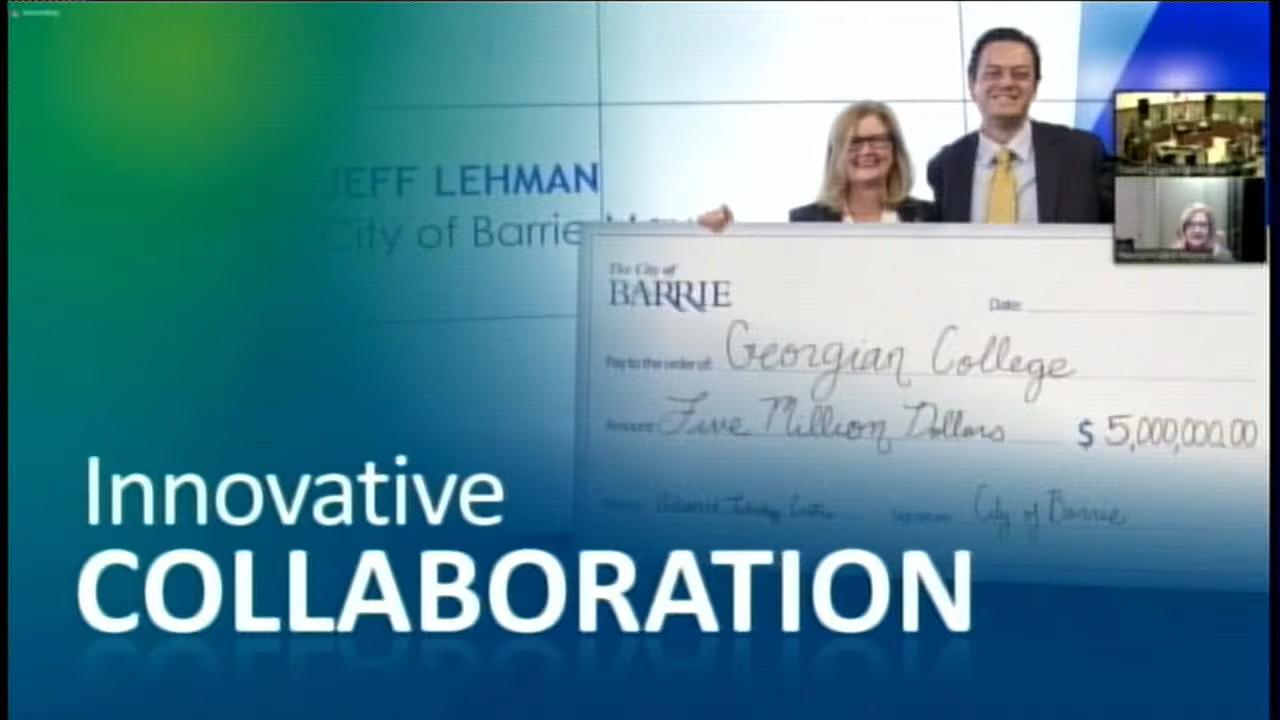 JEFF LEHMAN
City of Barrie
The City of
BARRIE
Date:
Pay to the order of: Georgian College
Amount: Five Million Dollars $ 5,000,000.00
City of Barrie
Innovative
COLLABORATION